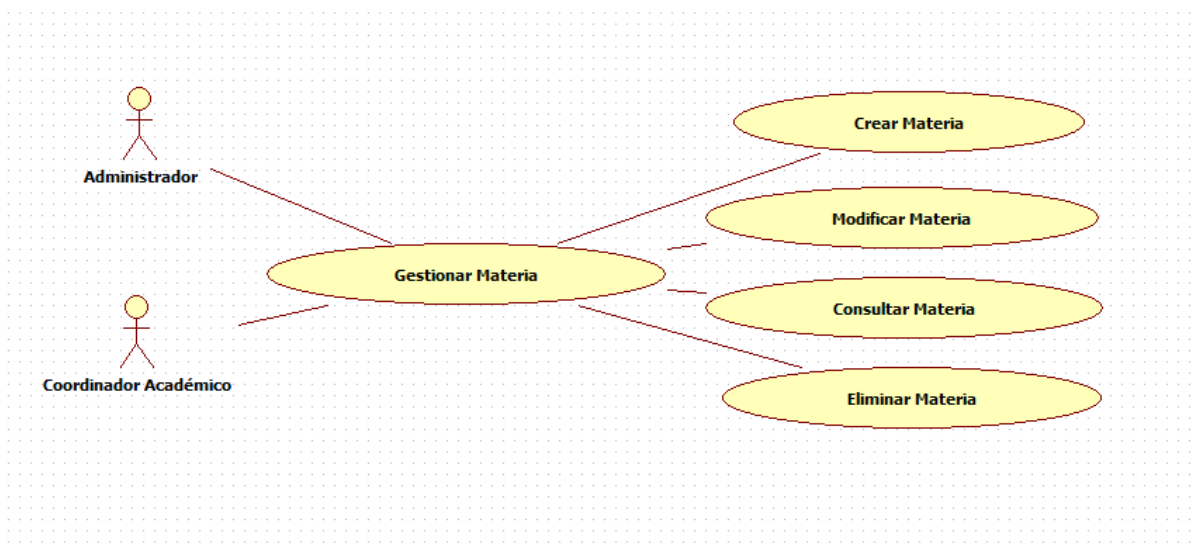 Administrador
Coordinador Académico
Gestionar Materia
Crear Materia
Modificar Materia
Consultar Materia
Eliminar Materia